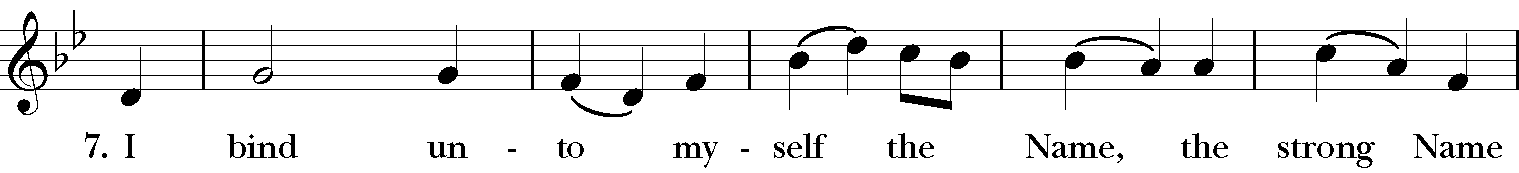 7. I bind un - to my - self the Name, the strong Name